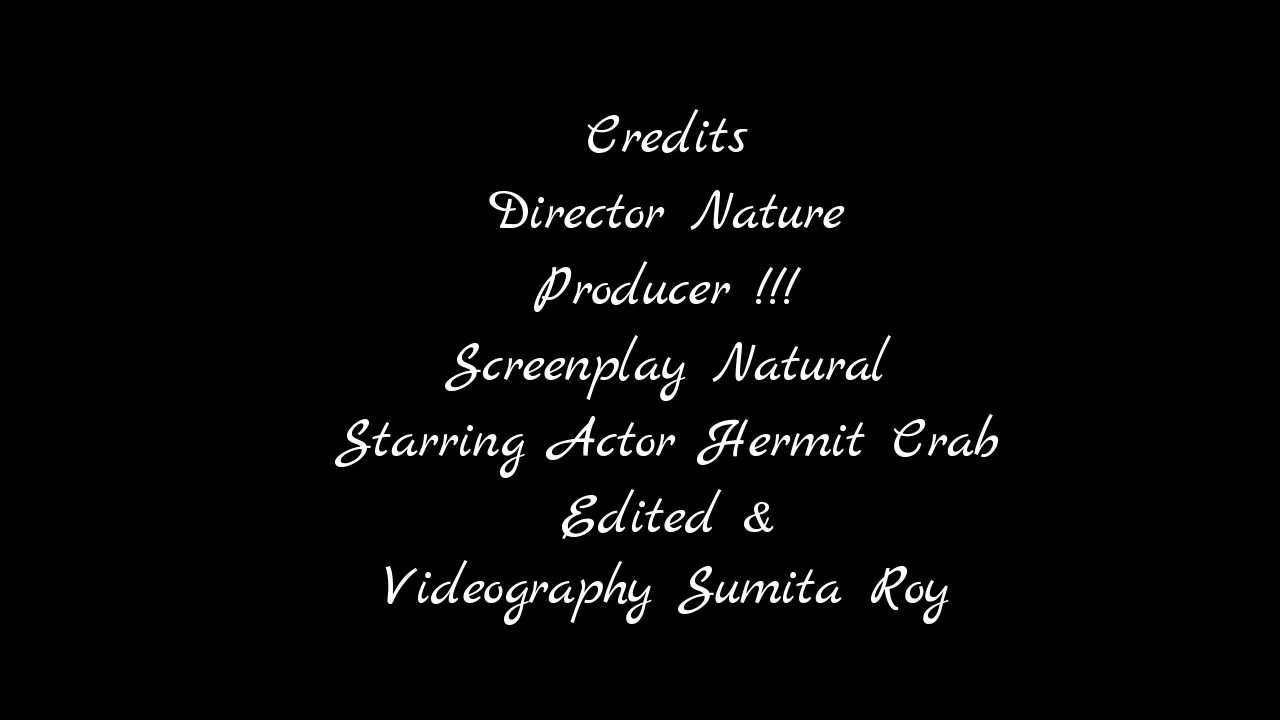 Credits
Director Nature
Producer !!!
Screenplay Natural
Starring Actor Hermit Crab
Edited &
Videography Sumita Roy